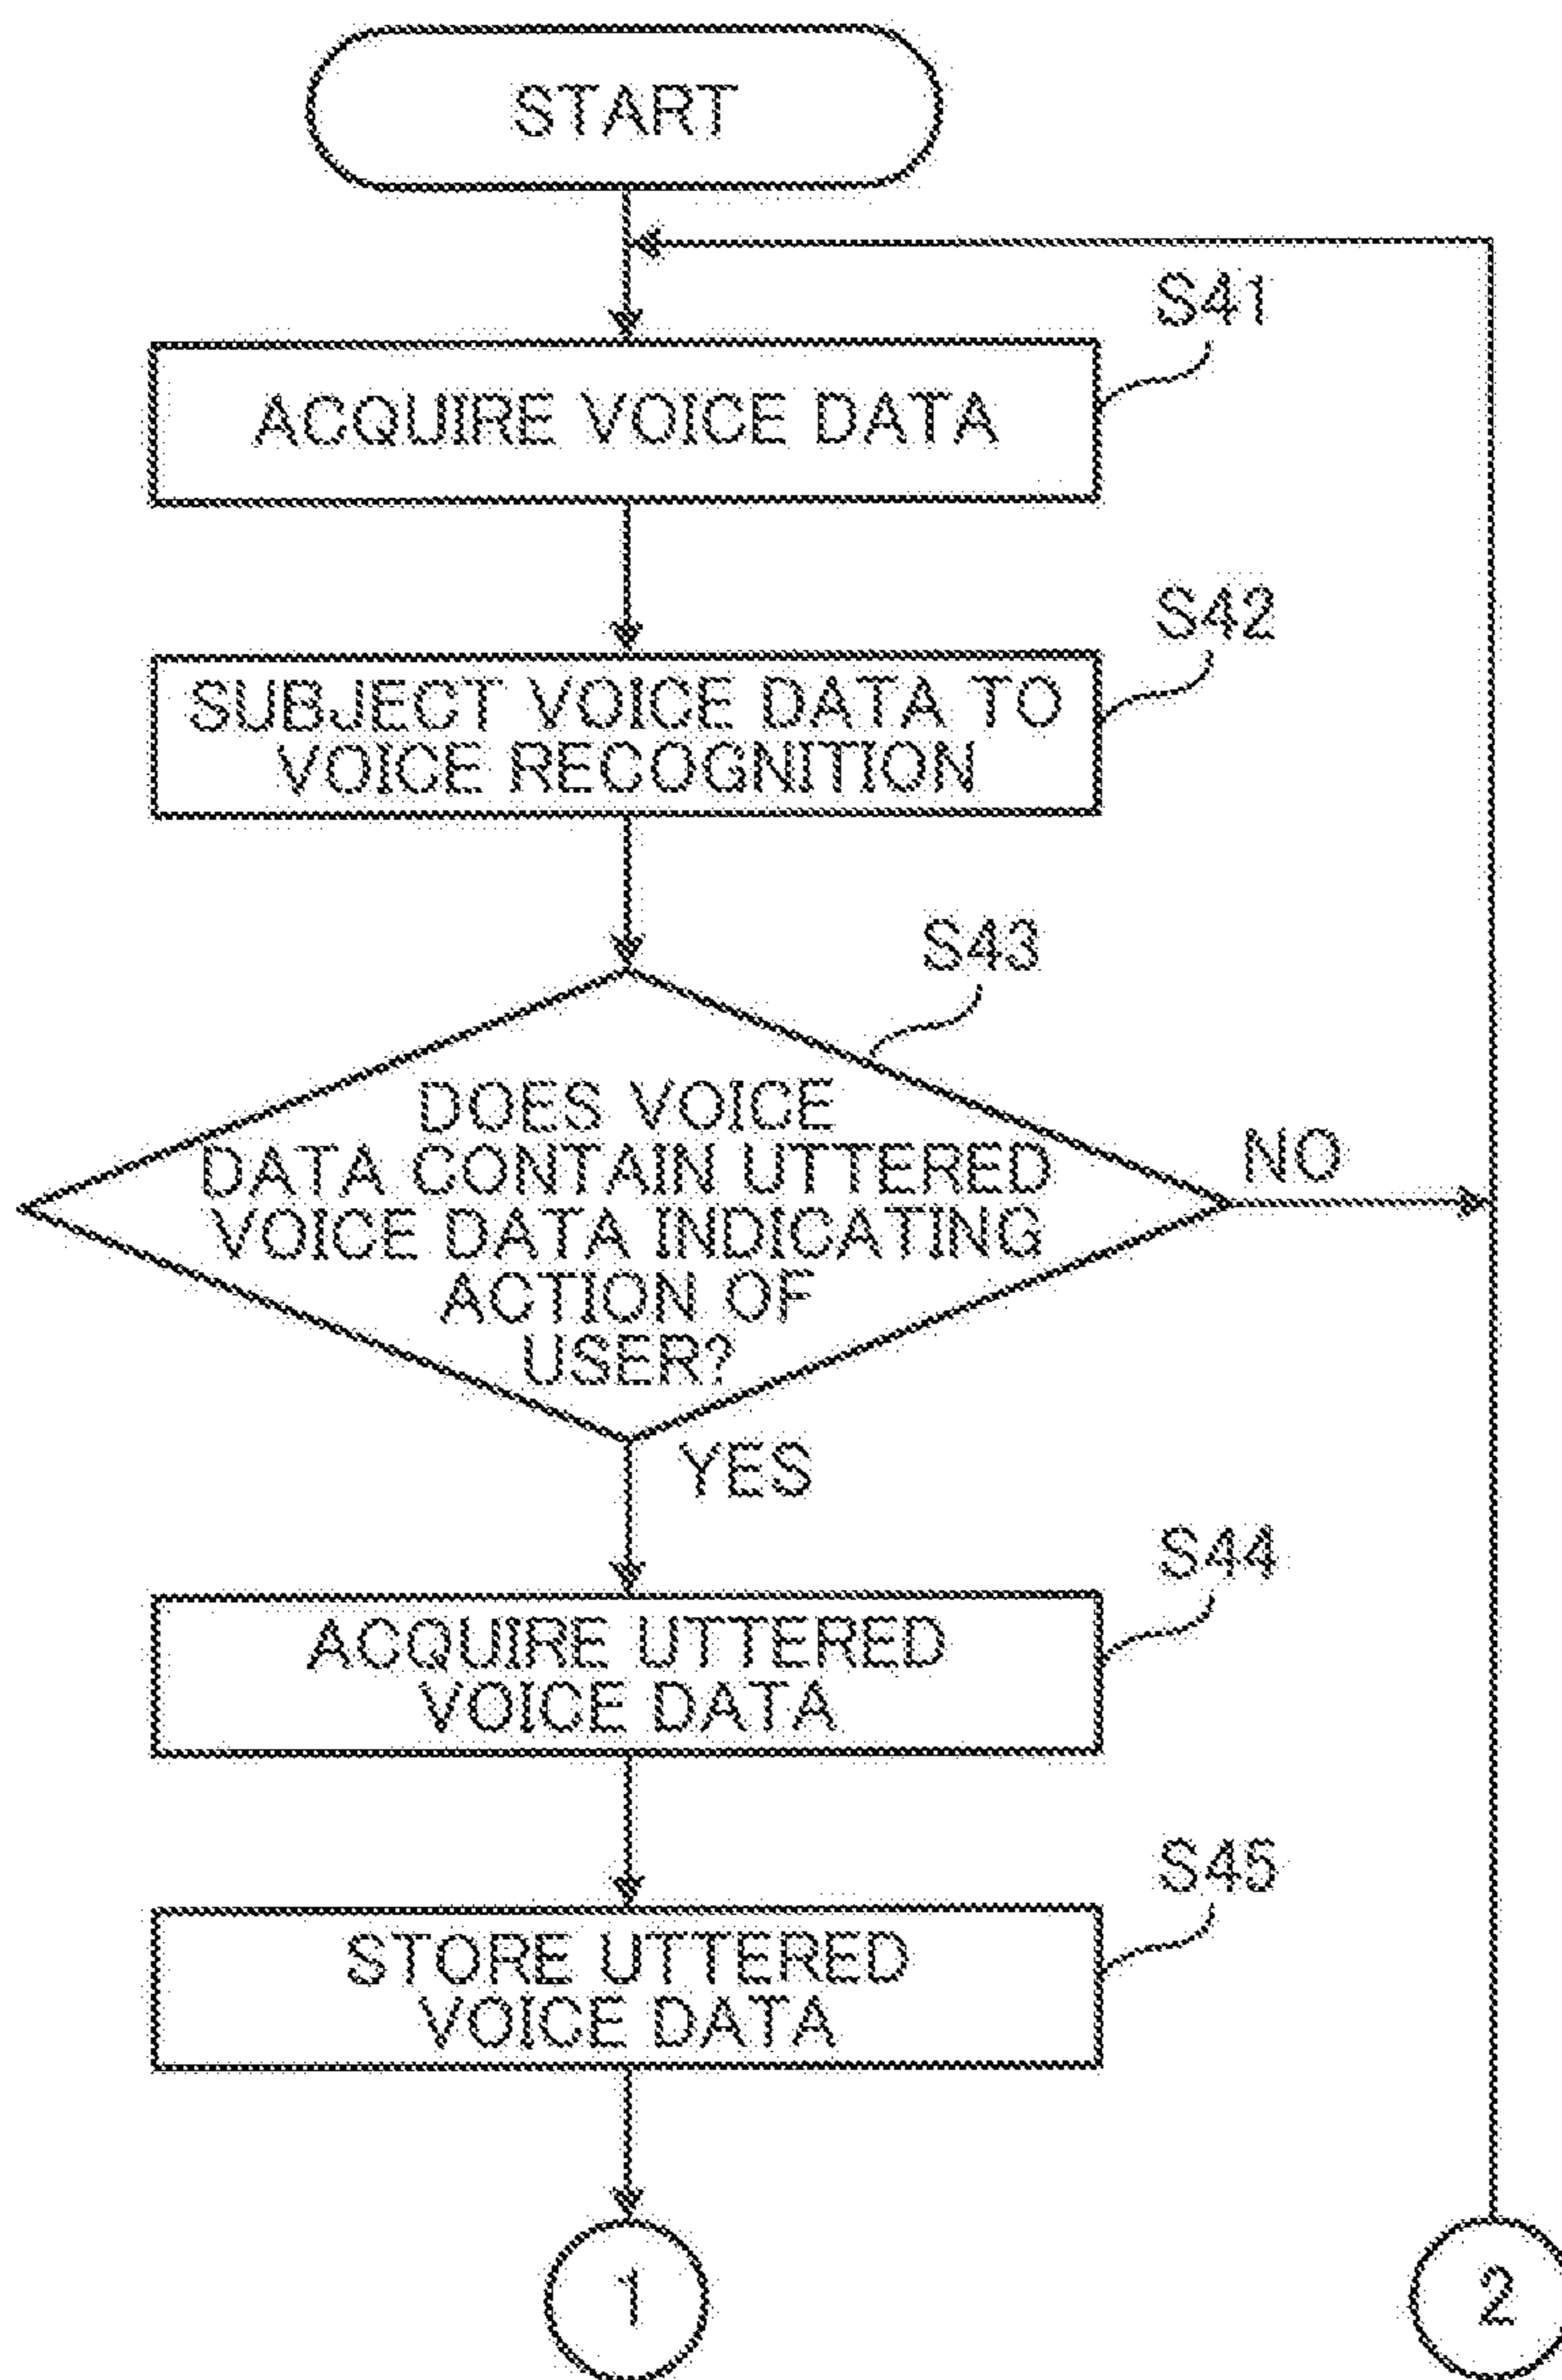 START
S41
ACQUIRE VOICE DATA
S42
SUBJECT VOICE DATA TO
VOICE RECOGNITION
S43
DOES VOICE
DATA CONTAIN UTTERED
VOICE DATA INDICATING
ACTION OF
USER?
NO
YES
S44
ACQUIRE UTTERED
VOICE DATA
S45
STORE UTTERED
VOICE DATA
1
2